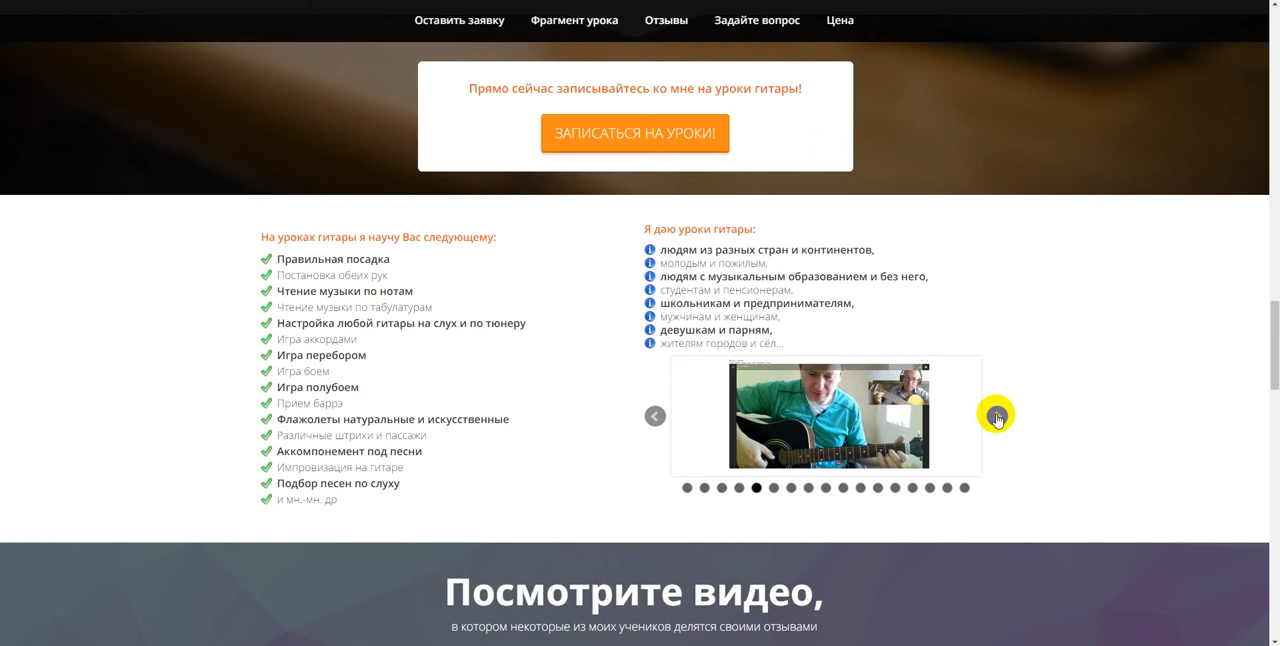 Оставить заявку Фрагмент урока Отзывы Задайте вопрос Цена
Прямо сейчас записывайтесь ко мне на уроки гитары!
ЗАПИСАТЬСЯ НА УРОКИ!
На уроках гитары я научу Вас следующему:
Правильная посадка
Постановка обеих рук
Чтение музыки по нотам
Чтение музыки по табулатурам
Настройка любой гитары на слух и по тюнеру
Игра аккордами
Игра перебором
Игра боем
Игра полубоем
Прием баррэ
Флажолеты натуральные и искусственные
Различные штрихи и пассажи
Аккомпонемент под песни
Импровизация на гитаре
Подбор песен по слуху
и мн.-мн. др
Я даю уроки гитары:
людям из разных стран и континентов,
молодым и пожилым,
людям с музыкальным образованием и без него,
студентам и пенсионерам,
школьникам и предпринимателям,
мужчинам и женщинам,
девушкам и парням,
жителям городов и сёл...
Посмотрите видео,
в котором некоторые из моих учеников делятся своими отзывами